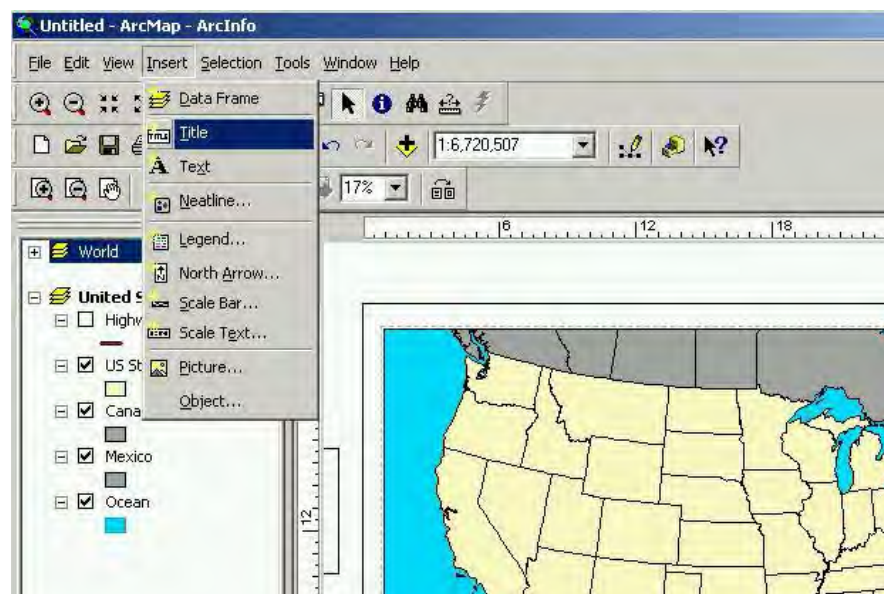 Untitled - ArcMap - ArcInfo
File Edit View Insert Selection Tools Window Help
Data Frame
Title
Text
Neatline...
Legend...
North Arrow...
Scale Bar...
Scale Text...
Picture...
Object...
1:6,720,507
17%
6 12 18
World
United S
Highw
US St
Cana
Mexico
Ocean
12